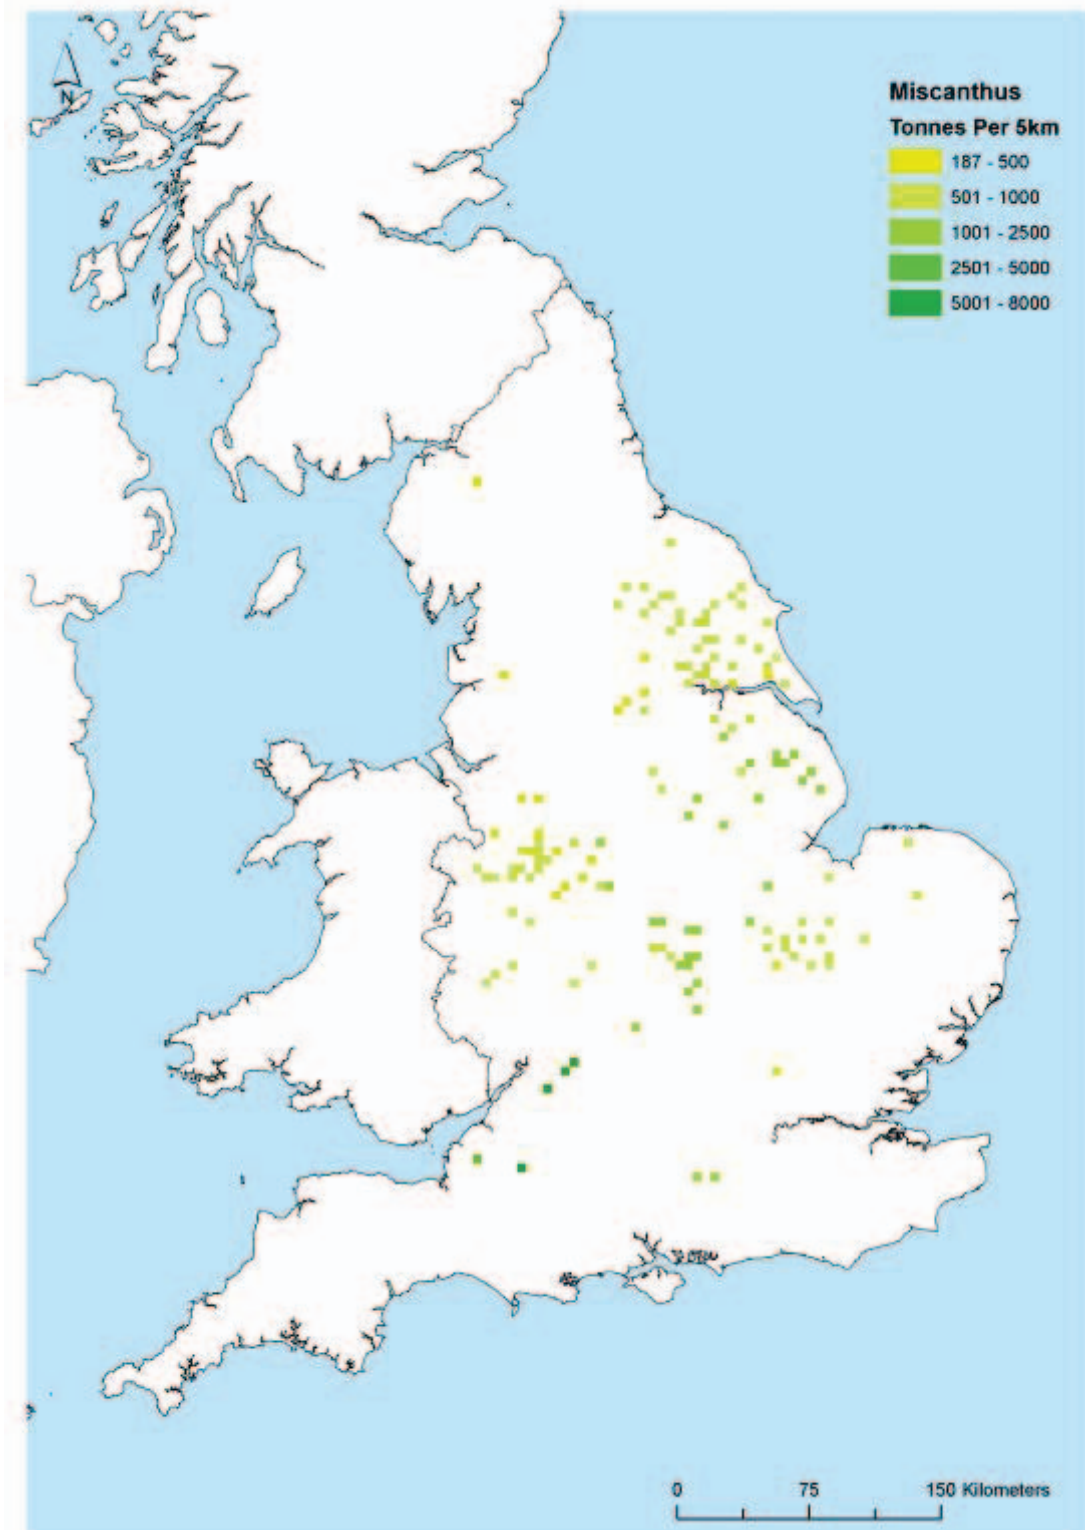 N
Miscanthus
Tonnes Per 5km
187 - 500
501 - 1000
1001 - 2500
2501 - 5000
5001 - 8000
0 75 150 Kilometers